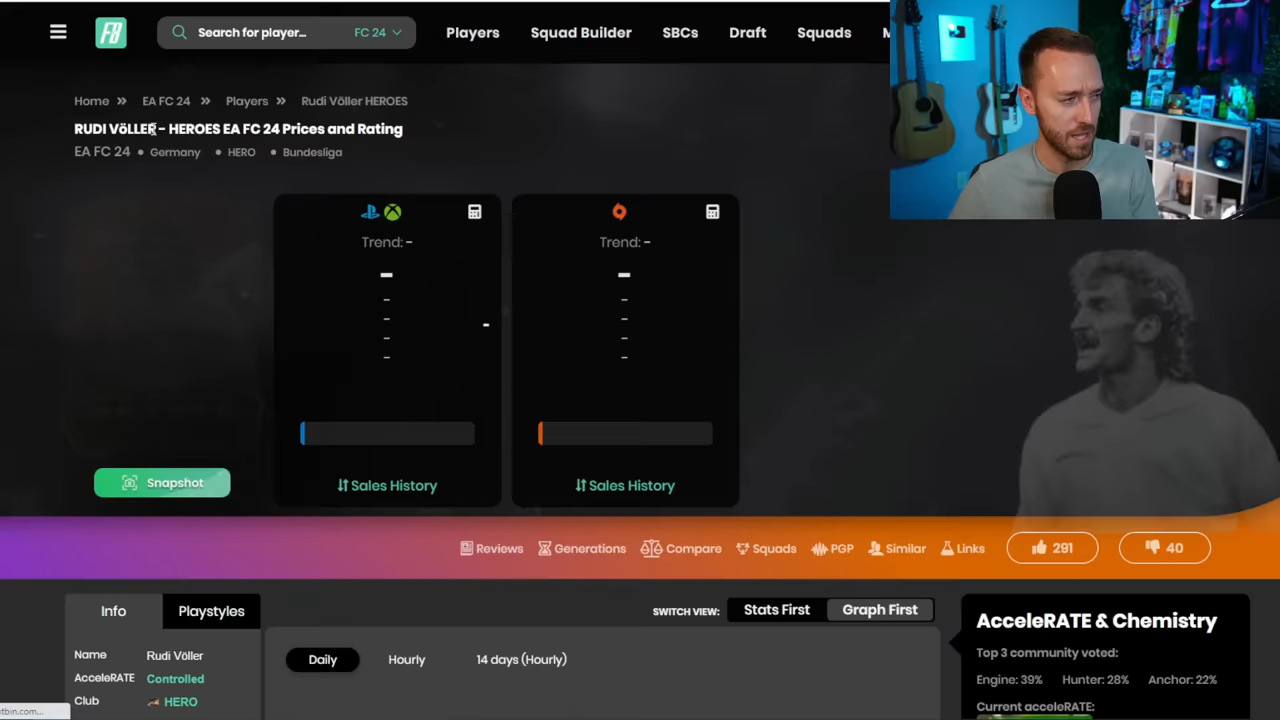 FB
Search for player...
FC 24
Players
Squad Builder
SBCs
Draft
Squads
Home » EA FC 24 » Players » Rudi Völler HEROES
RUDI VöLLER - HEROES EA FC 24 Prices and Rating
EA FC 24 • Germany • HERO • Bundesliga
Trend: -
Trend: -
Sales History
Sales History
Snapshot
Reviews
Generations
Compare
Squads
PGP
Similar
Links
291
40
Info
Playstyles
SWITCH VIEW:
Stats First
Graph First
Name Rudi Völler
AcceleRATE Controlled
Club HERO
Daily
Hourly
14 days (Hourly)
AcceleRATE & Chemistry
Top 3 community voted:
Engine: 39% Hunter: 28% Anchor: 22%
Current acceleRATE: